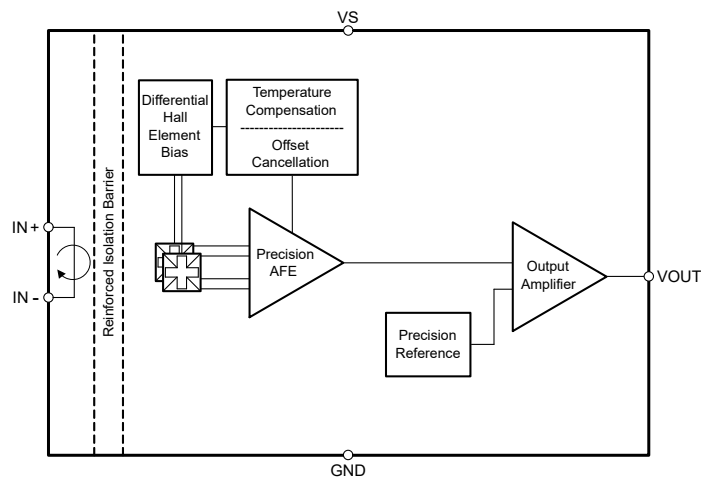 VS
Differential
Hall
Element
Bias
Temperature
Compensation
Offset
Cancellation
Reinforced Isolation Barrier
IN +
IN -
Precision
AFE
Output
Amplifier
VOUT
Precision
Reference
GND